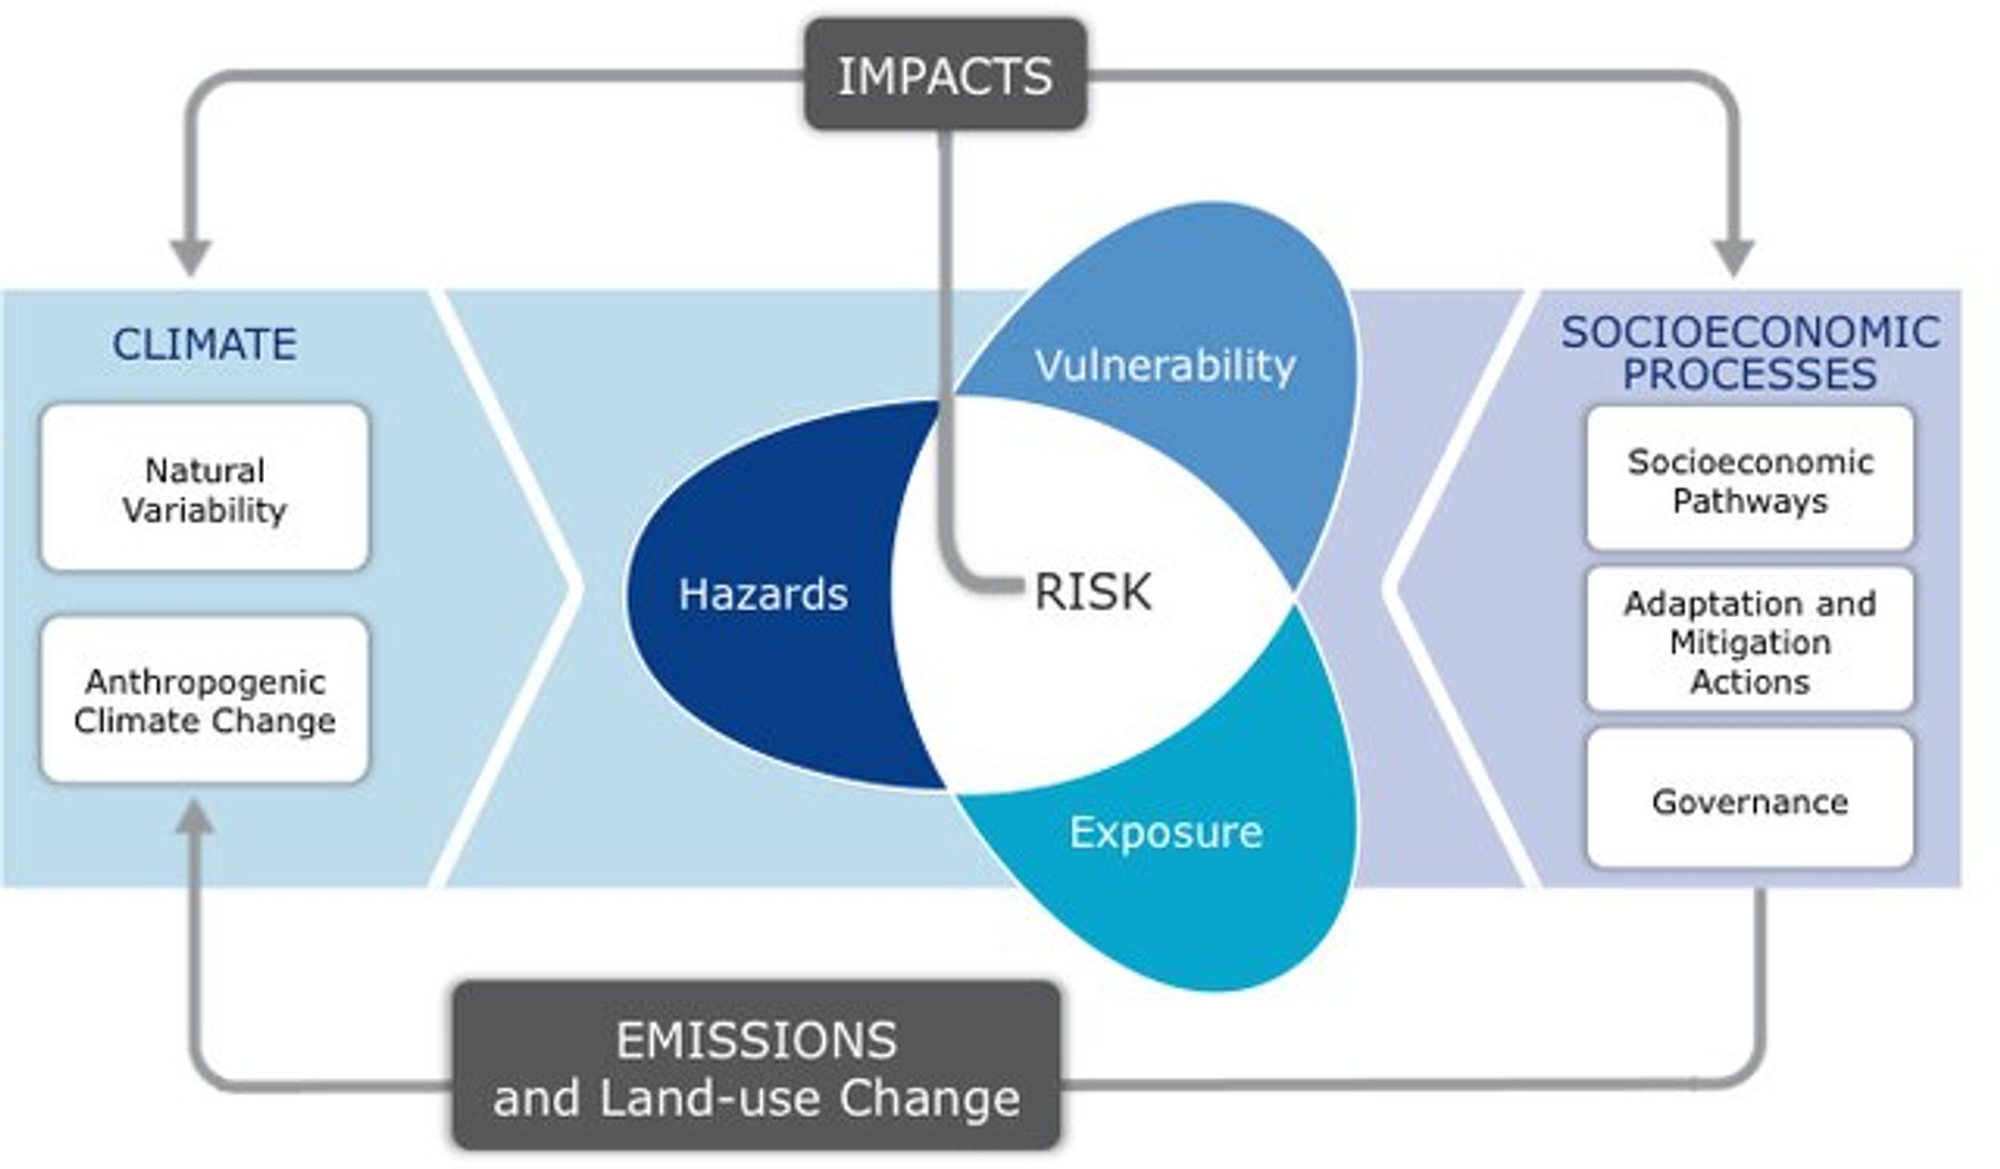 IMPACTS
CLIMATE
Natural
Variability
Anthropogenic
Climate Change
Vulnerability
Hazards
RISK
Exposure
SOCIOECONOMIC
PROCESSES
Socioeconomic
Pathways
Adaptation and
Mitigation
Actions
Governance
EMISSIONS
and Land-use Change